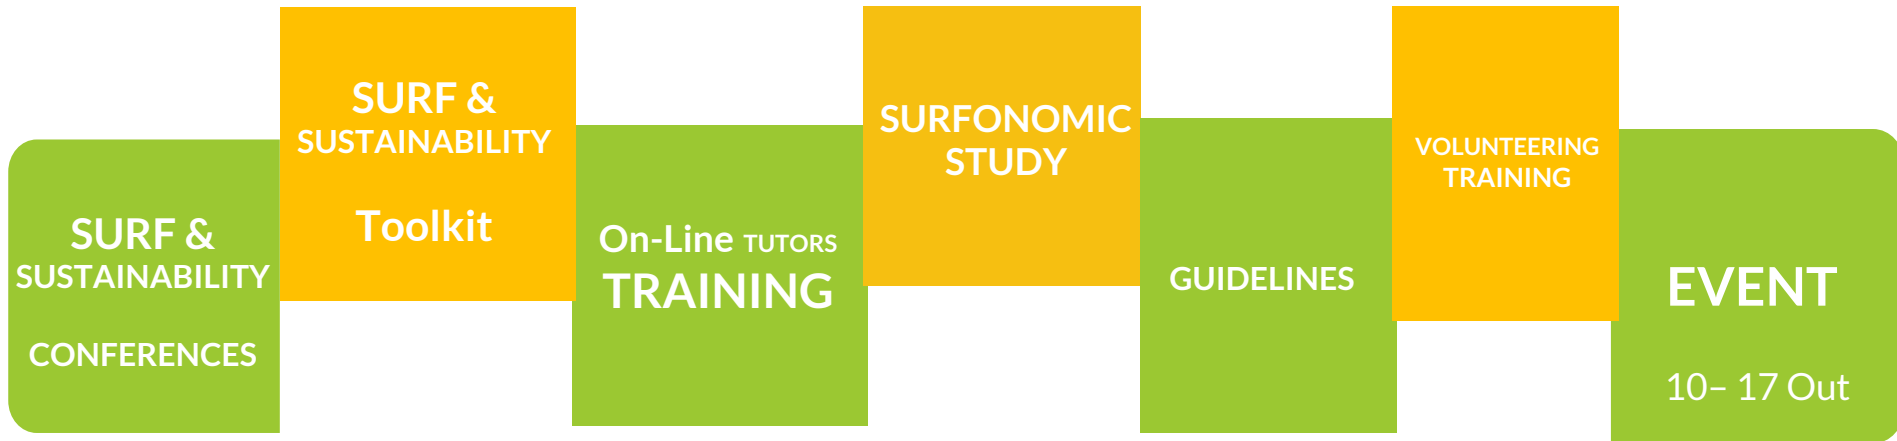 SURF &
SUSTAINABILITY
CONFERENCES
SURF &
SUSTAINABILITY
Toolkit
On-Line TUTORS
TRAINING
SURFONOMIC
STUDY
GUIDELINES
VOLUNTEERING
TRAINING
EVENT
10– 17 Out